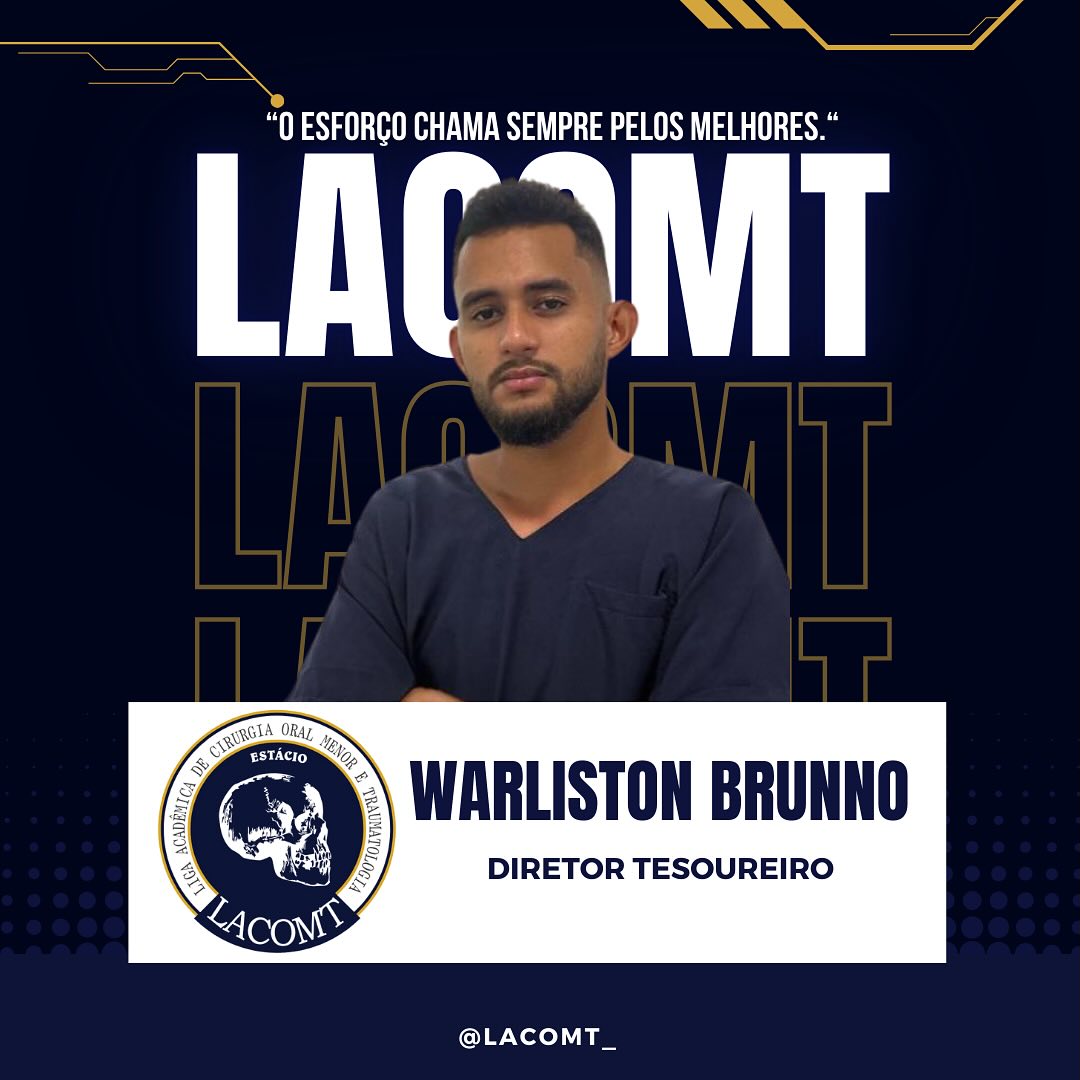 “O ESFORÇO CHAMA SEMPRE PELOS MELHORES.“
LACOMT
LACOMT
LIGA ACADÊMICA DE CIRURGIA ORAL MENOR E TRAUMATOLOGIA
ESTÁCIO
LACOMT
WARLISTON BRUNNO
DIRETOR TESOUREIRO
@LACOMT_